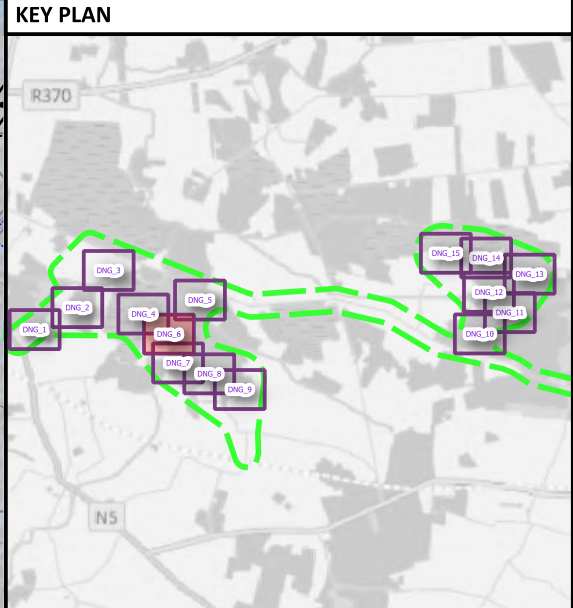 KEY PLAN
R370
DNG_15
DNG_14
DNG_3
DNG_13
DNG_12
DNG_5
DNG_2
DNG_4
DNG_11
DNG_1
DNG_6
DNG_10
DNG_7
DNG_8
DNG_9
N5